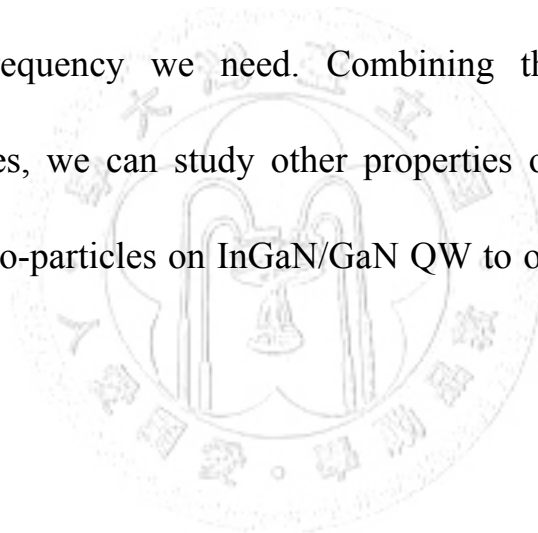 equency we need. Combining th
es, we can study other properties o
o-particles on InGaN/GaN QW to o